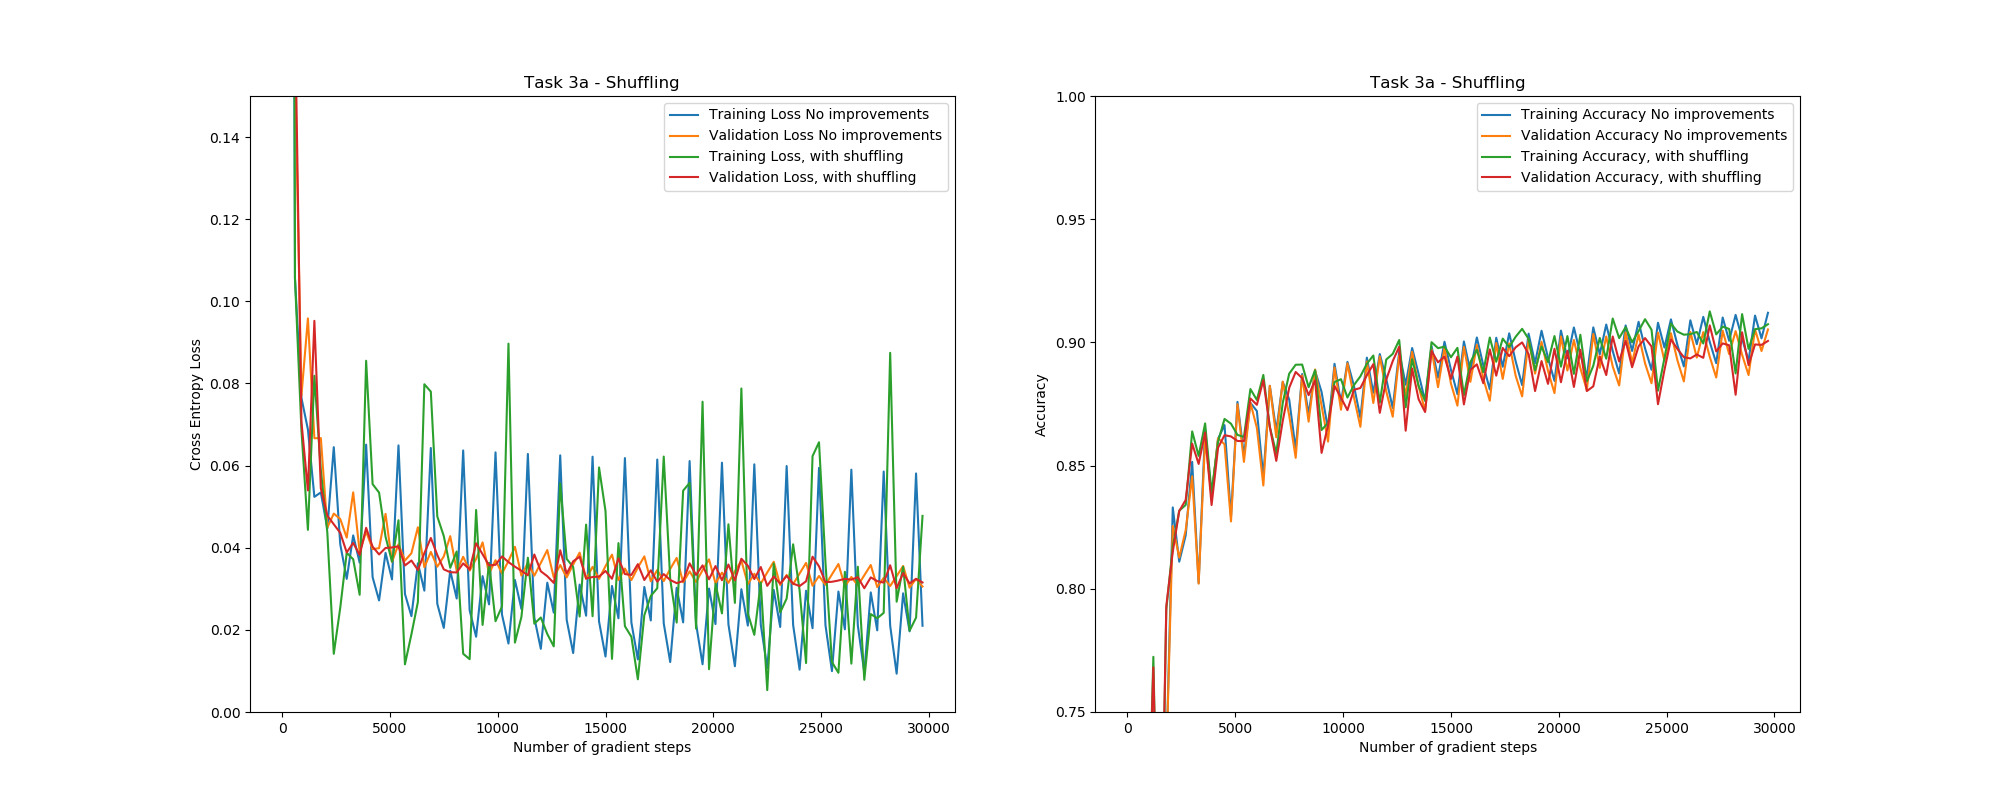 Task 3a - Shuffling
Cross Entropy Loss
0.14
0.12
0.10
0.08
0.06
0.04
0.02
0.00
Training Loss No improvements
Validation Loss No improvements
Training Loss, with shuffling
Validation Loss, with shuffling
0 5000 10000 15000 20000 25000 30000
Number of gradient steps
Task 3a - Shuffling
Accuracy
1.00
0.95
0.90
0.85
0.80
0.75
Training Accuracy No improvements
Validation Accuracy No improvements
Training Accuracy, with shuffling
Validation Accuracy, with shuffling
0 5000 10000 15000 20000 25000 30000
Number of gradient steps